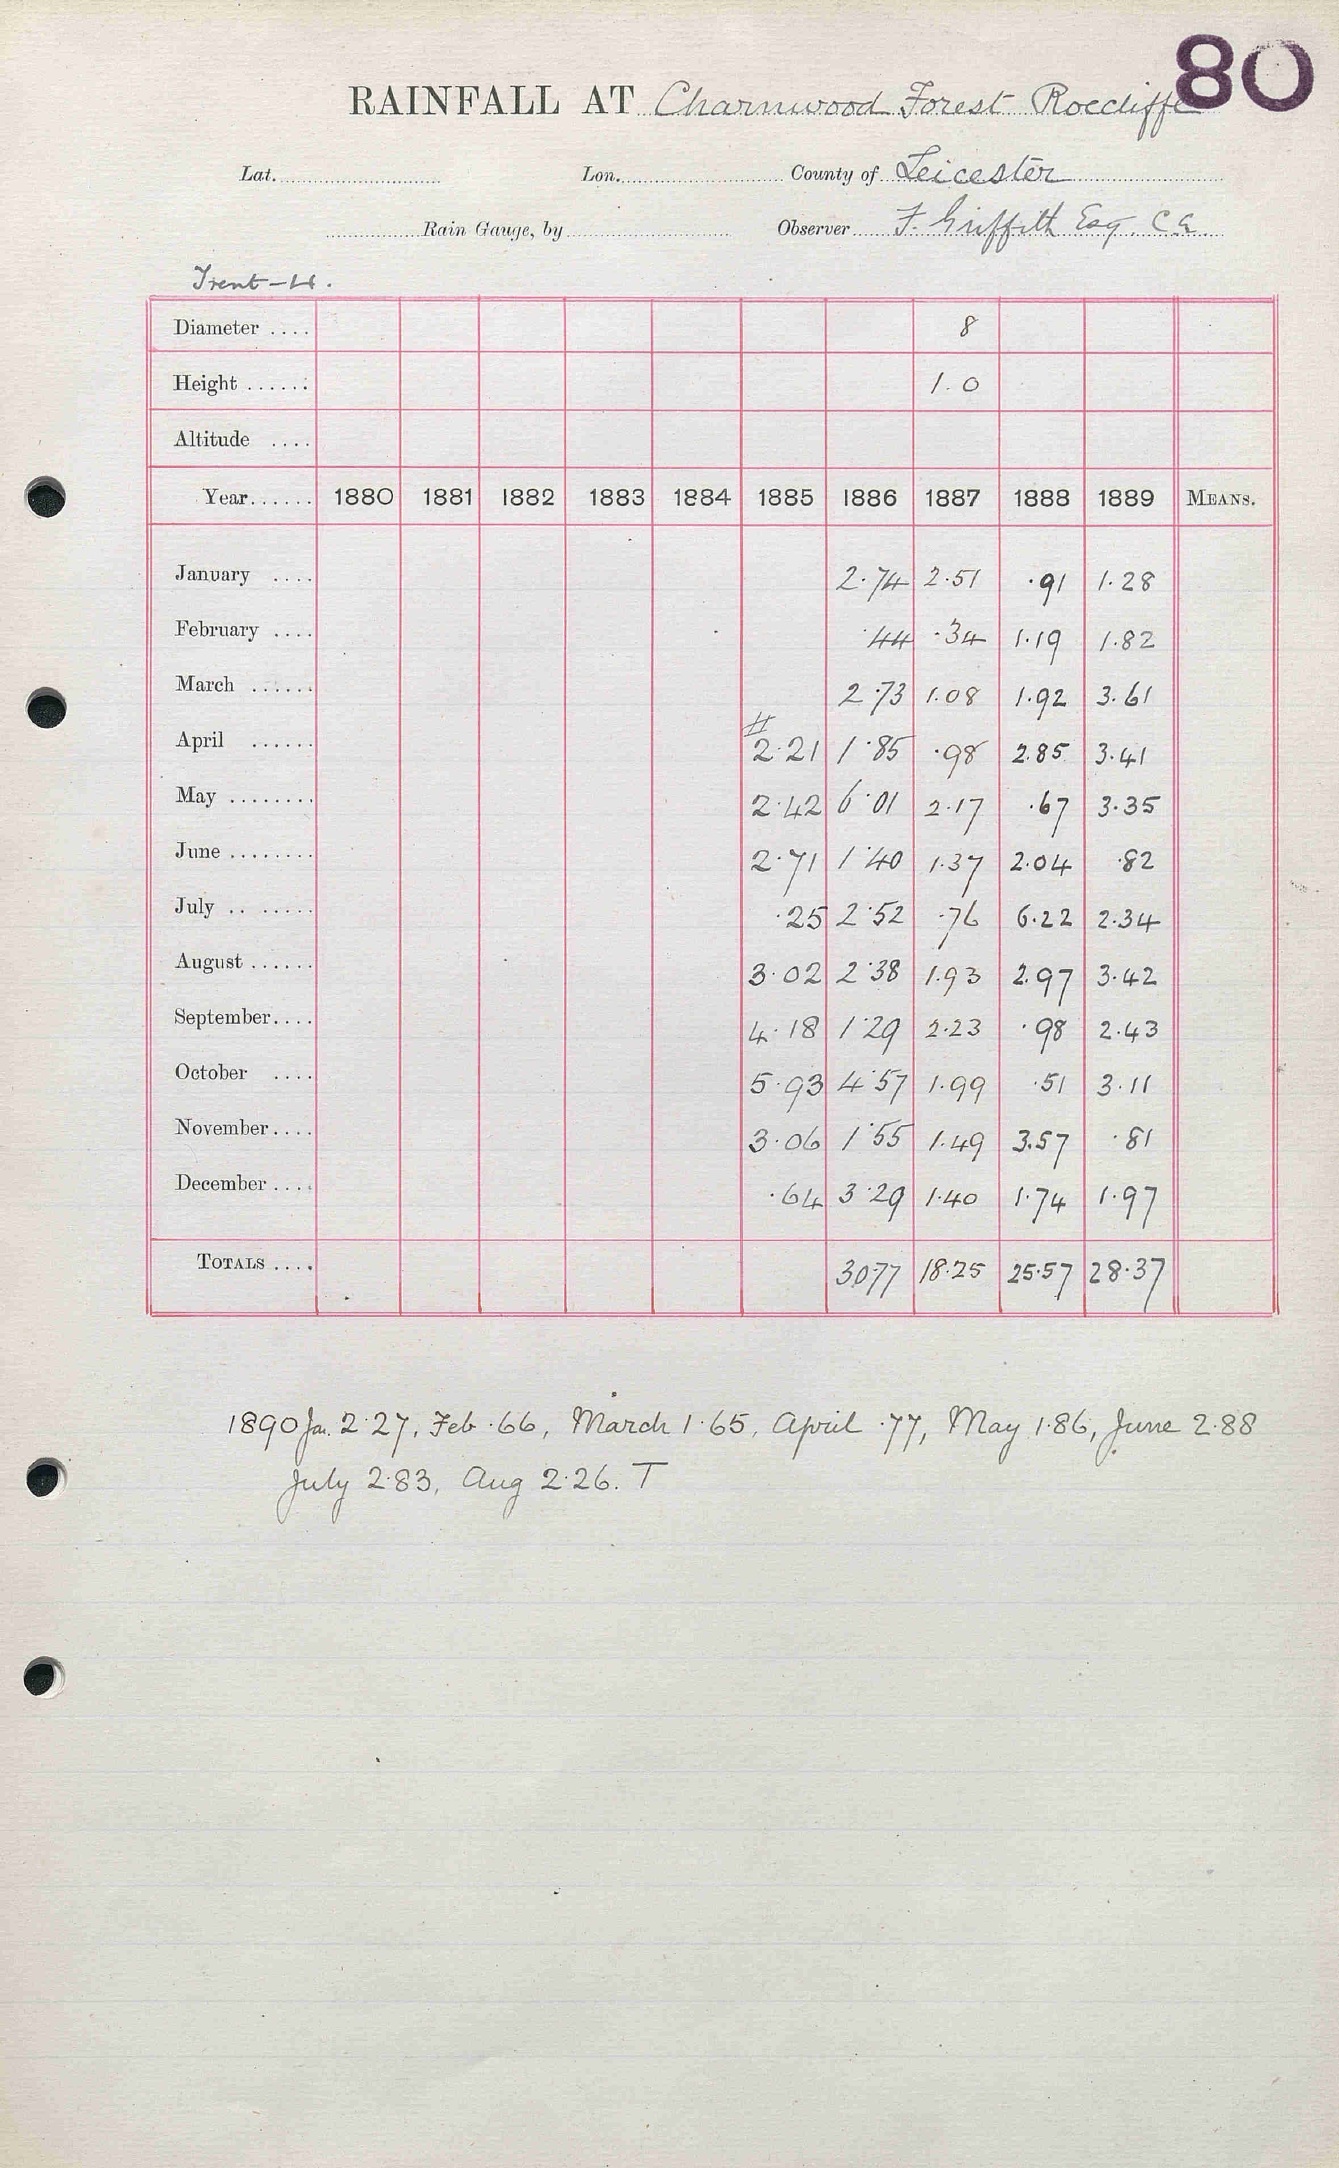 80
RAINFALL AT Charnwood Forest Roecliffe
Lat. Lon. County of Leicester
Rain Gauge, by Observer F. Griffith Esq. C.E.
Trent-
Diameter .... 8
Height ...... 1.0
Altitude ....
Year...... 1880 1881 1882 1883 1884 1885 1886 1887 1888 1889 MEANS.
January .... 2.74 2.51 .91 1.28
February .... .44 .34 1.19 1.82
March ...... 2.73 1.08 1.92 3.61
April ...... 2.21 1.85 .98 2.85 3.41
May ........ 2.42 6.01 2.17 .67 3.35
June ........ 2.71 1.40 1.37 2.04 .82
July .. ..... .25 2.52 .76 6.22 2.34
August ...... 3.02 2.38 1.93 2.97 3.42
September.... 4.18 1.29 2.23 .98 2.43
October .... 5.93 4.57 1.99 .51 3.11
November.... 3.06 1.55 1.49 3.57 .81
December .... .64 3.29 1.40 1.74 1.97
TOTALS .... 30.77 18.25 25.57 28.37
1890 Jan. 2.27, Feb .66, March 1.65, April .77, May 1.86, June 2.88
July 2.83, Aug 2.26. T